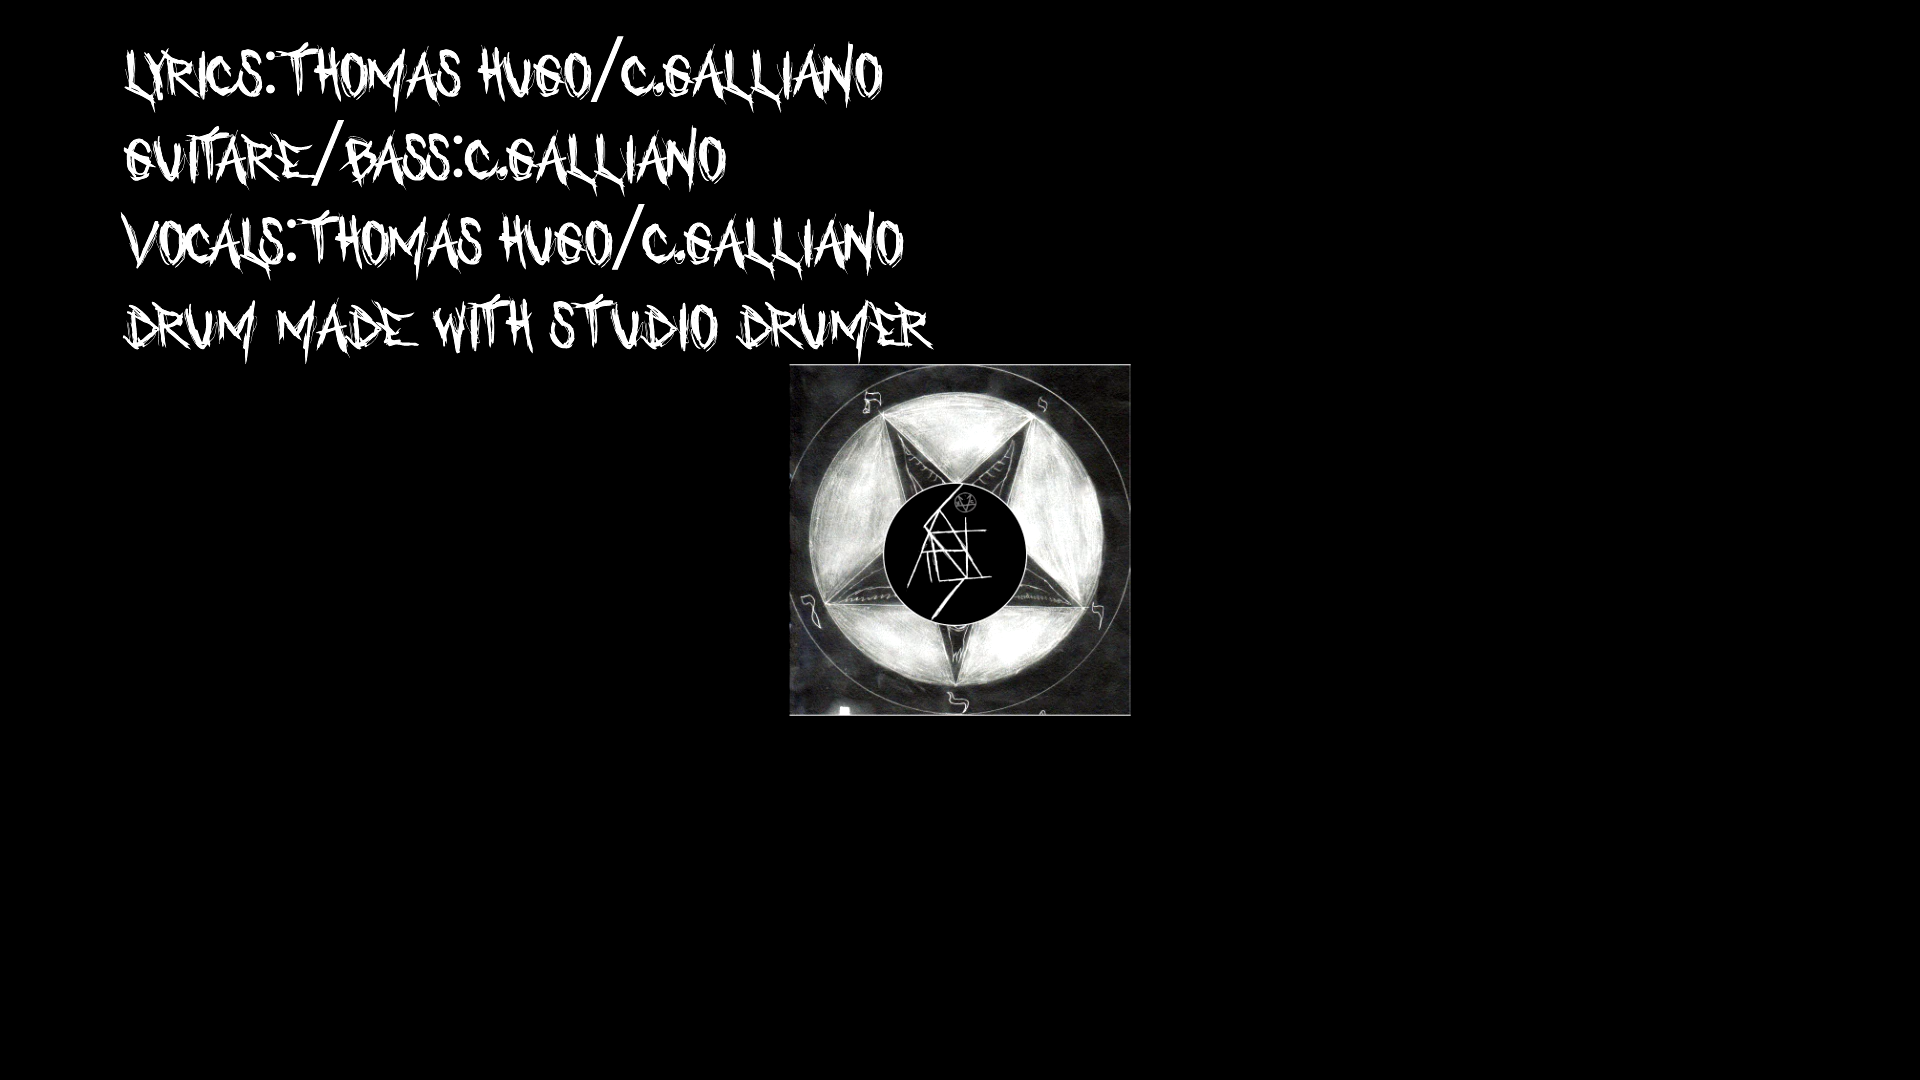 LYRICS:THOMAS HUGO/C.GALLIANO
GUITARE/BASS:C.GALLIANO
VOCALS:THOMAS HUGO/C.GALLIANO
DRUM MADE WITH STUDIO DRUMER